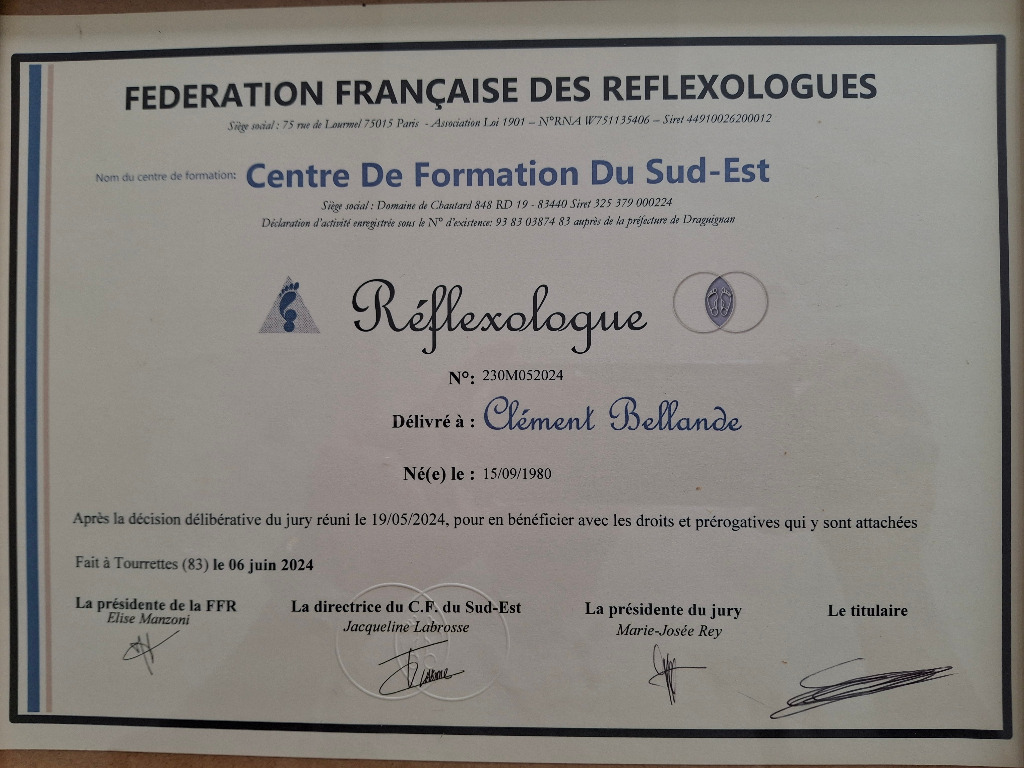 FEDERATION FRANÇAISE DES REFLEXOLOGUES
Siège social : 75 rue de Lourmel 75015 Paris - Association Loi 1901 – N°RNA W751135406 – Siret 44910026200012
Nom du centre de formation: Centre De Formation Du Sud-Est
Siège social : Domaine de Chautard 848 RD 19 - 83440 Siret 325 379 000224
Déclaration d'activité enregistrée sous le N° d'existence: 93 83 03874 83 auprès de la préfecture de Draguignan
Réflexologue
N°: 230M052024
Délivré à : Clément Bellande
Né(e) le : 15/09/1980
Après la décision délibérative du jury réuni le 19/05/2024, pour en bénéficier avec les droits et prérogatives qui y sont attachées
Fait à Tourrettes (83) le 06 juin 2024
La présidente de la FFR
Elise Manzoni
La directrice du C.F. du Sud-Est
Jacqueline Labrosse
La présidente du jury
Marie-Josée Rey
Le titulaire